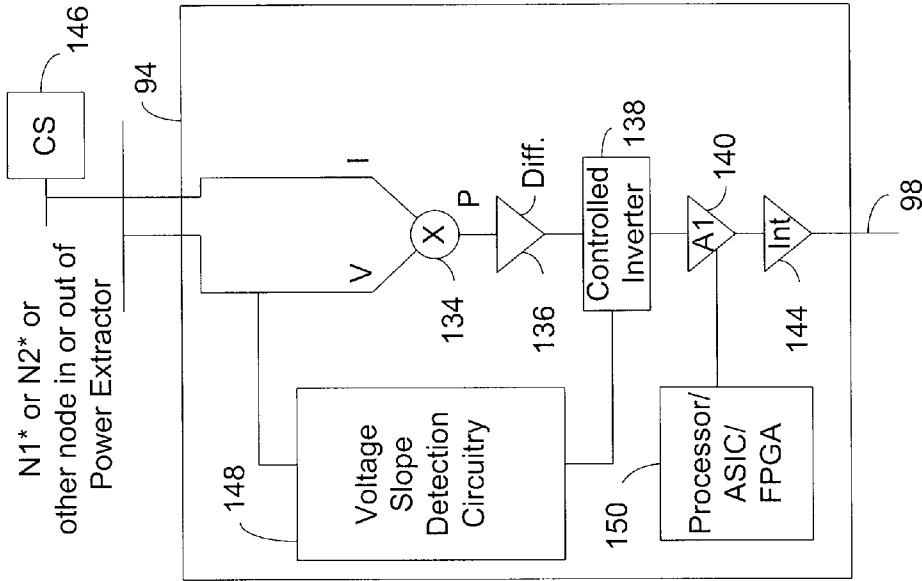 N1* or N2* or
other node in or out of
Power Extractor
CS
146
94
V
I
X
134
P
Diff.
136
Controlled
Inverter
138
A1
140
Int
144
98
Voltage
Slope
Detection
Circuitry
148
Processor/
ASIC/
FPGA
150